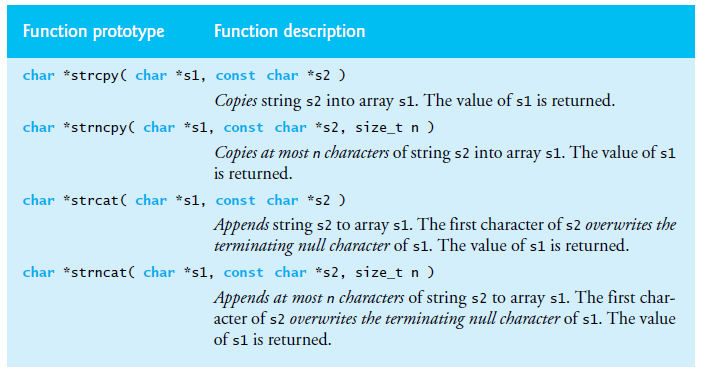 Function prototype Function description
char *strcpy( char *s1, const char *s2 )
Copies string s2 into array s1. The value of s1 is returned.
char *strncpy( char *s1, const char *s2, size_t n )
Copies at most n characters of string s2 into array s1. The value of s1
is returned.
char *strcat( char *s1, const char *s2 )
Appends string s2 to array s1. The first character of s2 overwrites the
terminating null character of s1. The value of s1 is returned.
char *strncat( char *s1, const char *s2, size_t n )
Appends at most n characters of string s2 to array s1. The first char-
acter of s2 overwrites the terminating null character of s1. The value
of s1 is returned.